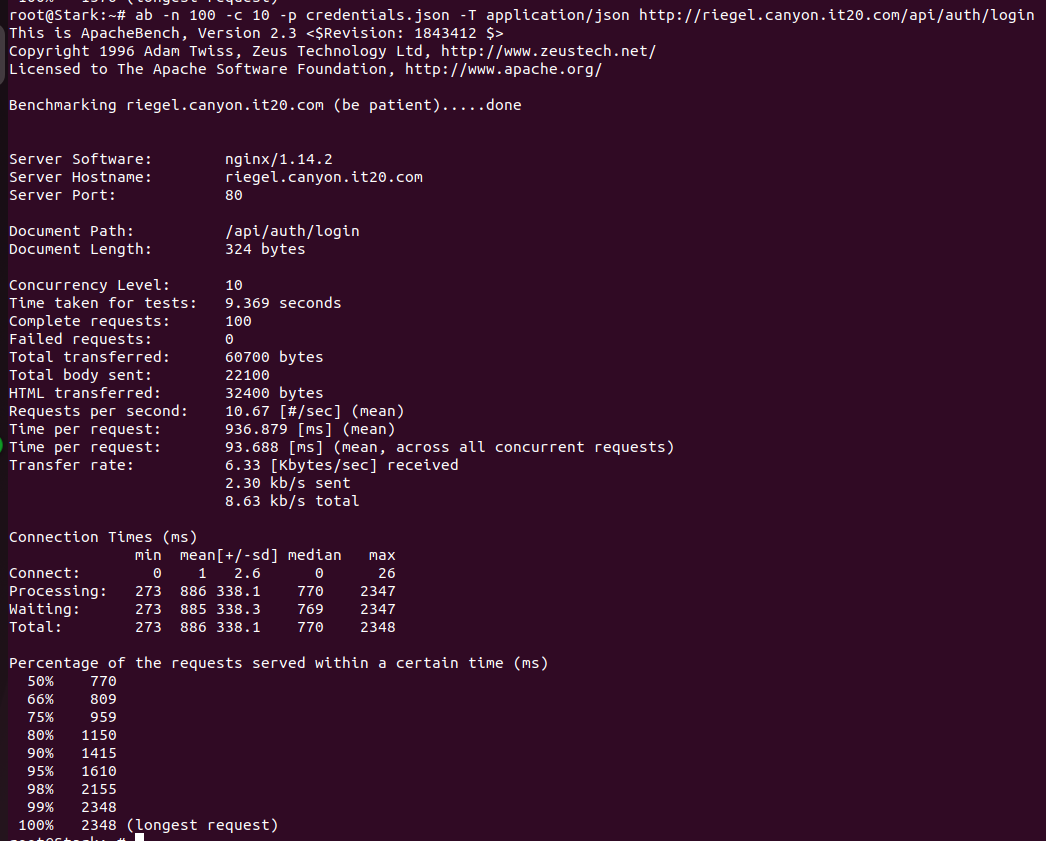 root@Stark:~# ab -n 100 -c 10 -p credentials.json -T application/json http://riegel.canyon.it20.com/api/auth/login
This is ApacheBench, Version 2.3 <$Revision: 1843412 $>
Copyright 1996 Adam Twiss, Zeus Technology Ltd, http://www.zeustech.net/
Licensed to The Apache Software Foundation, http://www.apache.org/

Benchmarking riegel.canyon.it20.com (be patient).....done

Server Software:        nginx/1.14.2
Server Hostname:        riegel.canyon.it20.com
Server Port:            80

Document Path:          /api/auth/login
Document Length:        324 bytes

Concurrency Level:      10
Time taken for tests:   9.369 seconds
Complete requests:      100
Failed requests:        0
Total transferred:      60700 bytes
Total body sent:        22100
HTML transferred:       32400 bytes
Requests per second:    10.67 [#/sec] (mean)
Time per request:       936.879 [ms] (mean)
Time per request:       93.688 [ms] (mean, across all concurrent requests)
Transfer rate:          6.33 [Kbytes/sec] received
                        2.30 kb/s sent
                        8.63 kb/s total

Connection Times (ms)
              min  mean[+/-sd] median   max
Connect:        0    1   2.6      0      26
Processing:   273  886 338.1    770    2347
Waiting:      273  885 338.3    769    2347
Total:        273  886 338.1    770    2348

Percentage of the requests served within a certain time (ms)
  50%    770
  66%    809
  75%    959
  80%   1150
  90%   1415
  95%   1610
  98%   2155
  99%   2348
 100%   2348 (longest request)